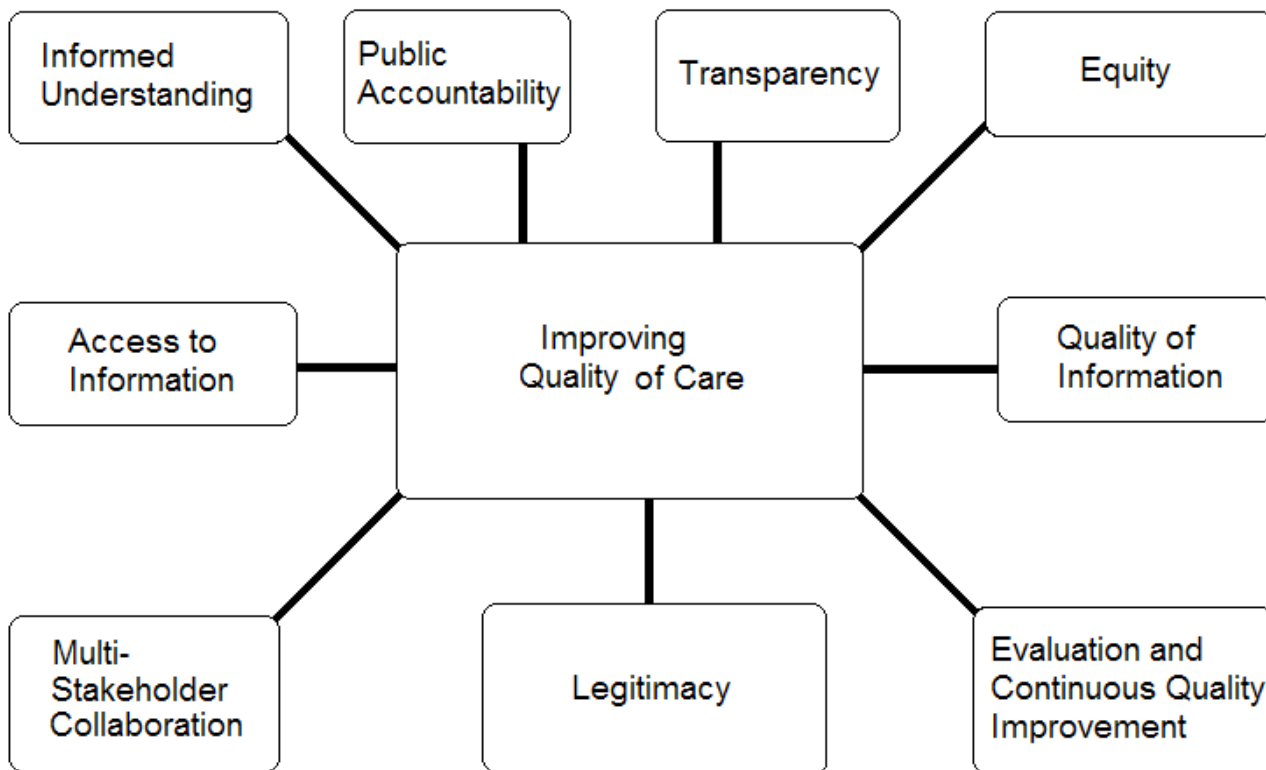 Informed
Understanding
Public
Accountability
Transparency
Equity
Access to
Information
Improving
Quality of Care
Quality of
Information
Multi-
Stakeholder
Collaboration
Legitimacy
Evaluation and
Continuous Quality
Improvement